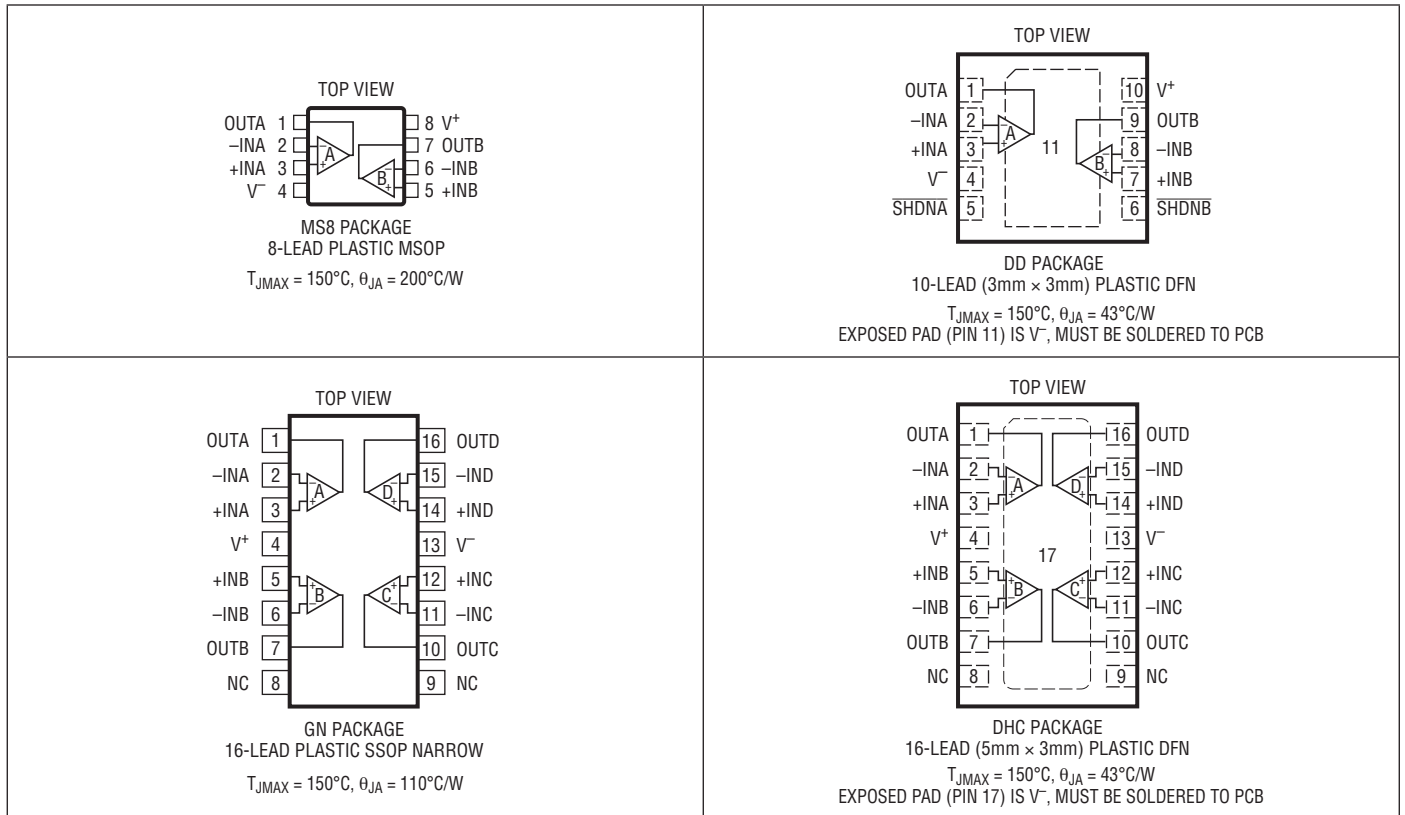 TOP VIEW
OUTA 1
–INA 2
+INA 3
V– 4
8 V+
7 OUTB
6 –INB
5 +INB
A
B
MS8 PACKAGE
8-LEAD PLASTIC MSOP
TJMAX = 150°C, θJA = 200°C/W
TOP VIEW
OUTA 1
–INA 2
+INA 3
V– 4
SHDNA 5
10 V+
9 OUTB
8 –INB
7 +INB
6 SHDNB
A
B
11
DD PACKAGE
10-LEAD (3mm × 3mm) PLASTIC DFN
TJMAX = 150°C, θJA = 43°C/W
EXPOSED PAD (PIN 11) IS V–, MUST BE SOLDERED TO PCB
TOP VIEW
OUTA 1
–INA 2
+INA 3
V+ 4
+INB 5
–INB 6
OUTB 7
NC 8
16 OUTD
15 –IND
14 +IND
13 V–
12 +INC
11 –INC
10 OUTC
9 NC
A
D
B
C
GN PACKAGE
16-LEAD PLASTIC SSOP NARROW
TJMAX = 150°C, θJA = 110°C/W
TOP VIEW
OUTA 1
–INA 2
+INA 3
V+ 4
+INB 5
–INB 6
OUTB 7
NC 8
16 OUTD
15 –IND
14 +IND
13 V–
12 +INC
11 –INC
10 OUTC
9 NC
A
D
17
B
C
DHC PACKAGE
16-LEAD (5mm × 3mm) PLASTIC DFN
TJMAX = 150°C, θJA = 43°C/W
EXPOSED PAD (PIN 17) IS V–, MUST BE SOLDERED TO PCB